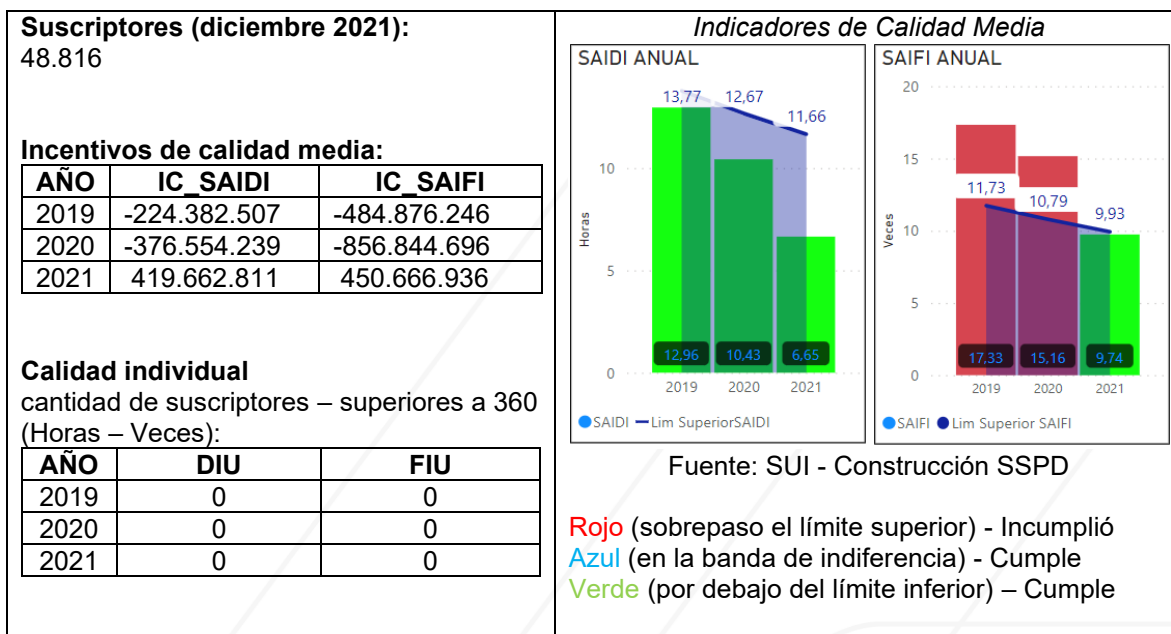 Suscriptores (diciembre 2021):
48.816
Incentivos de calidad media:
AÑO IC_SAIDI IC_SAIFI
2019 -224.382.507 -484.876.246
2020 -376.554.239 -856.844.696
2021 419.662.811 450.666.936
Calidad individual
cantidad de suscriptores – superiores a 360
(Horas – Veces):
AÑO DIU FIU
2019 0 0
2020 0 0
2021 0 0
Indicadores de Calidad Media
SAIDI ANUAL
13,77 12,67
11,66
10
Horas
5
12,96 10,43 6,65
0
2019 2020 2021
SAIDI Lim SuperiorSAIDI
SAIFI ANUAL
20
15
11,73
10,79
9,93
10
Veces
5
17,33 15,16 9,74
0
2019 2020 2021
SAIFI Lim Superior SAIFI
Fuente: SUI - Construcción SSPD
Rojo (sobrepaso el límite superior) - Incumplió
Azul (en la banda de indiferencia) - Cumple
Verde (por debajo del límite inferior) – Cumple